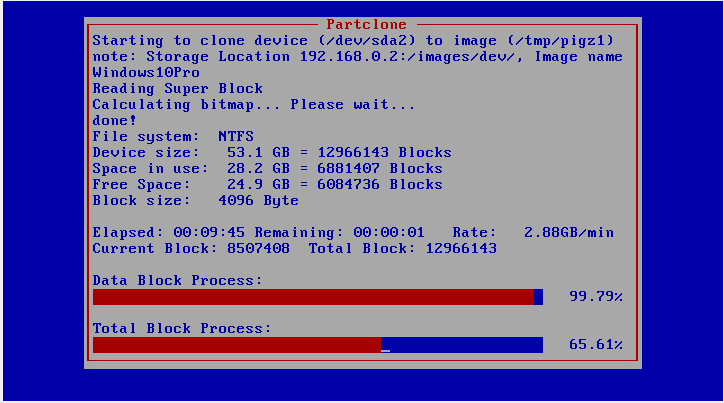 Partclone
Starting to clone device (/dev/sda2) to image (/tmp/pigz1)
note: Storage Location 192.168.0.2:/images/dev/, Image name
Windows10Pro
Reading Super Block
Calculating bitmap... Please wait...
done!
File system:  NTFS
Device size:   53.1 GB = 12966143 Blocks
Space in use:  28.2 GB = 6881407 Blocks
Free Space:    24.9 GB = 6084736 Blocks
Block size:   4096 Byte
Elapsed: 00:09:45 Remaining: 00:00:01   Rate:   2.88GB/min
Current Block: 8507408  Total Block: 12966143
Data Block Process:
99.79%
Total Block Process:
65.61%